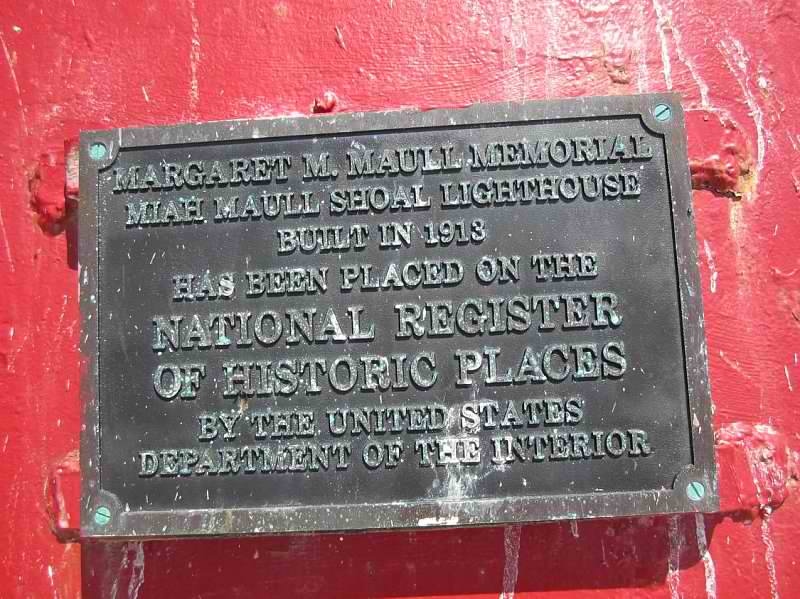 MARGARET M. MAULL MEMORIAL
MIAH MAULL SHOAL LIGHTHOUSE
BUILT IN 1913
HAS BEEN PLACED ON THE
NATIONAL REGISTER
OF HISTORIC PLACES
BY THE UNITED STATES
DEPARTMENT OF THE INTERIOR